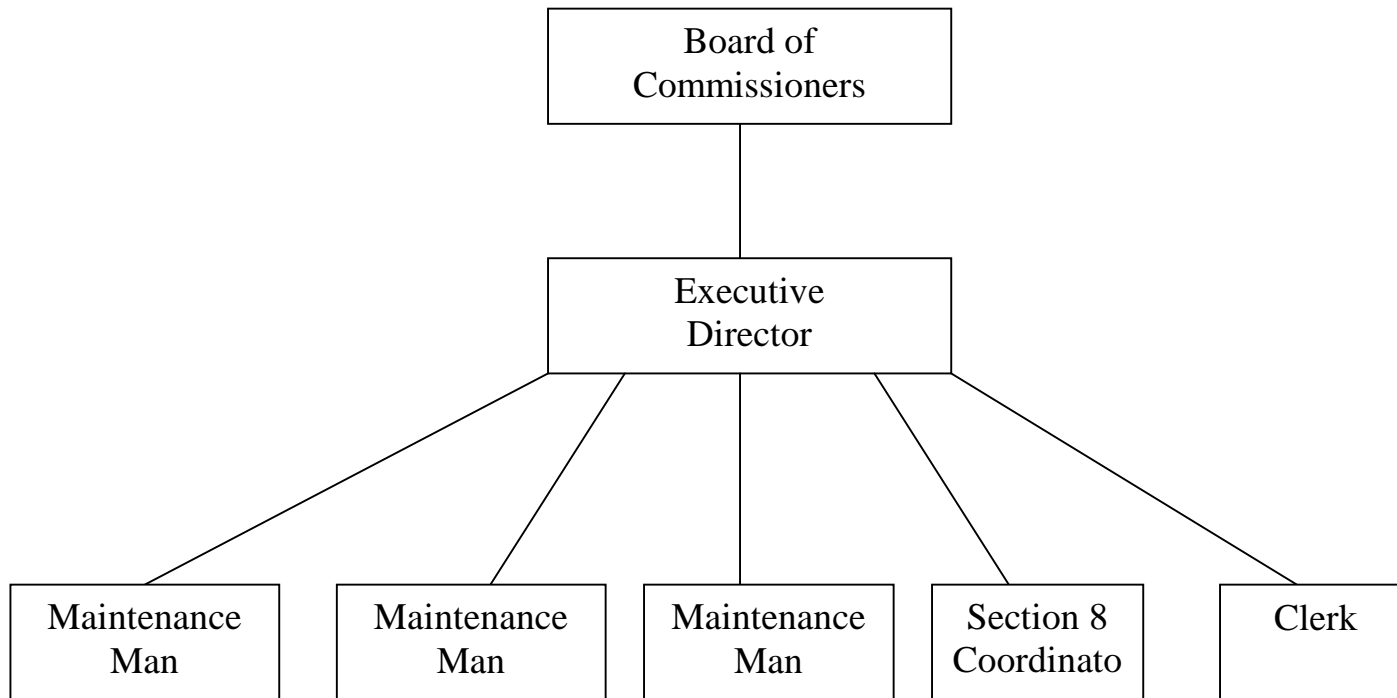 Board of
Commissioners
Executive
Director
Maintenance
Man
Maintenance
Man
Maintenance
Man
Section 8
Coordinato
Clerk